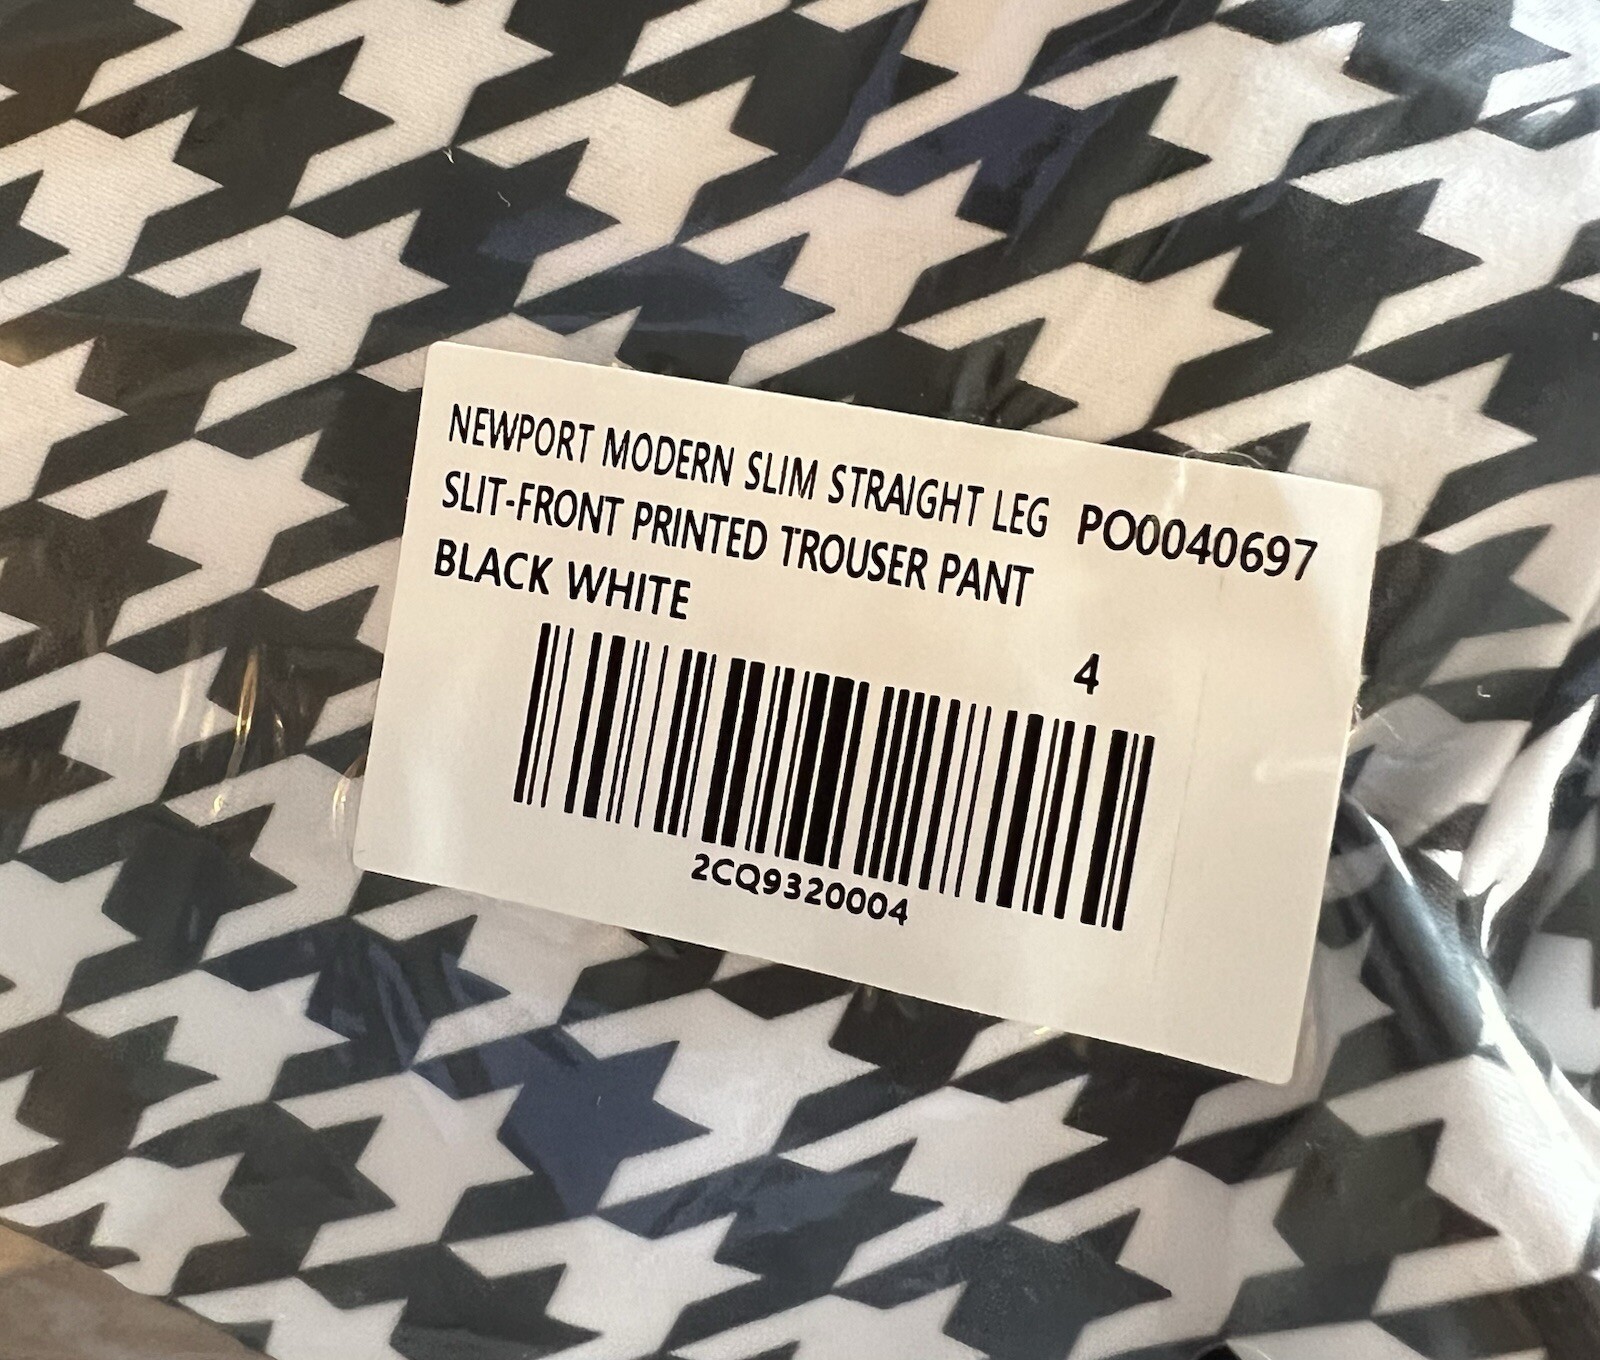 NEWPORT MODERN SLIM STRAIGHT LEG PO0040697
SLIT-FRONT PRINTED TROUSER PANT
BLACK WHITE
4
2CQ9320004